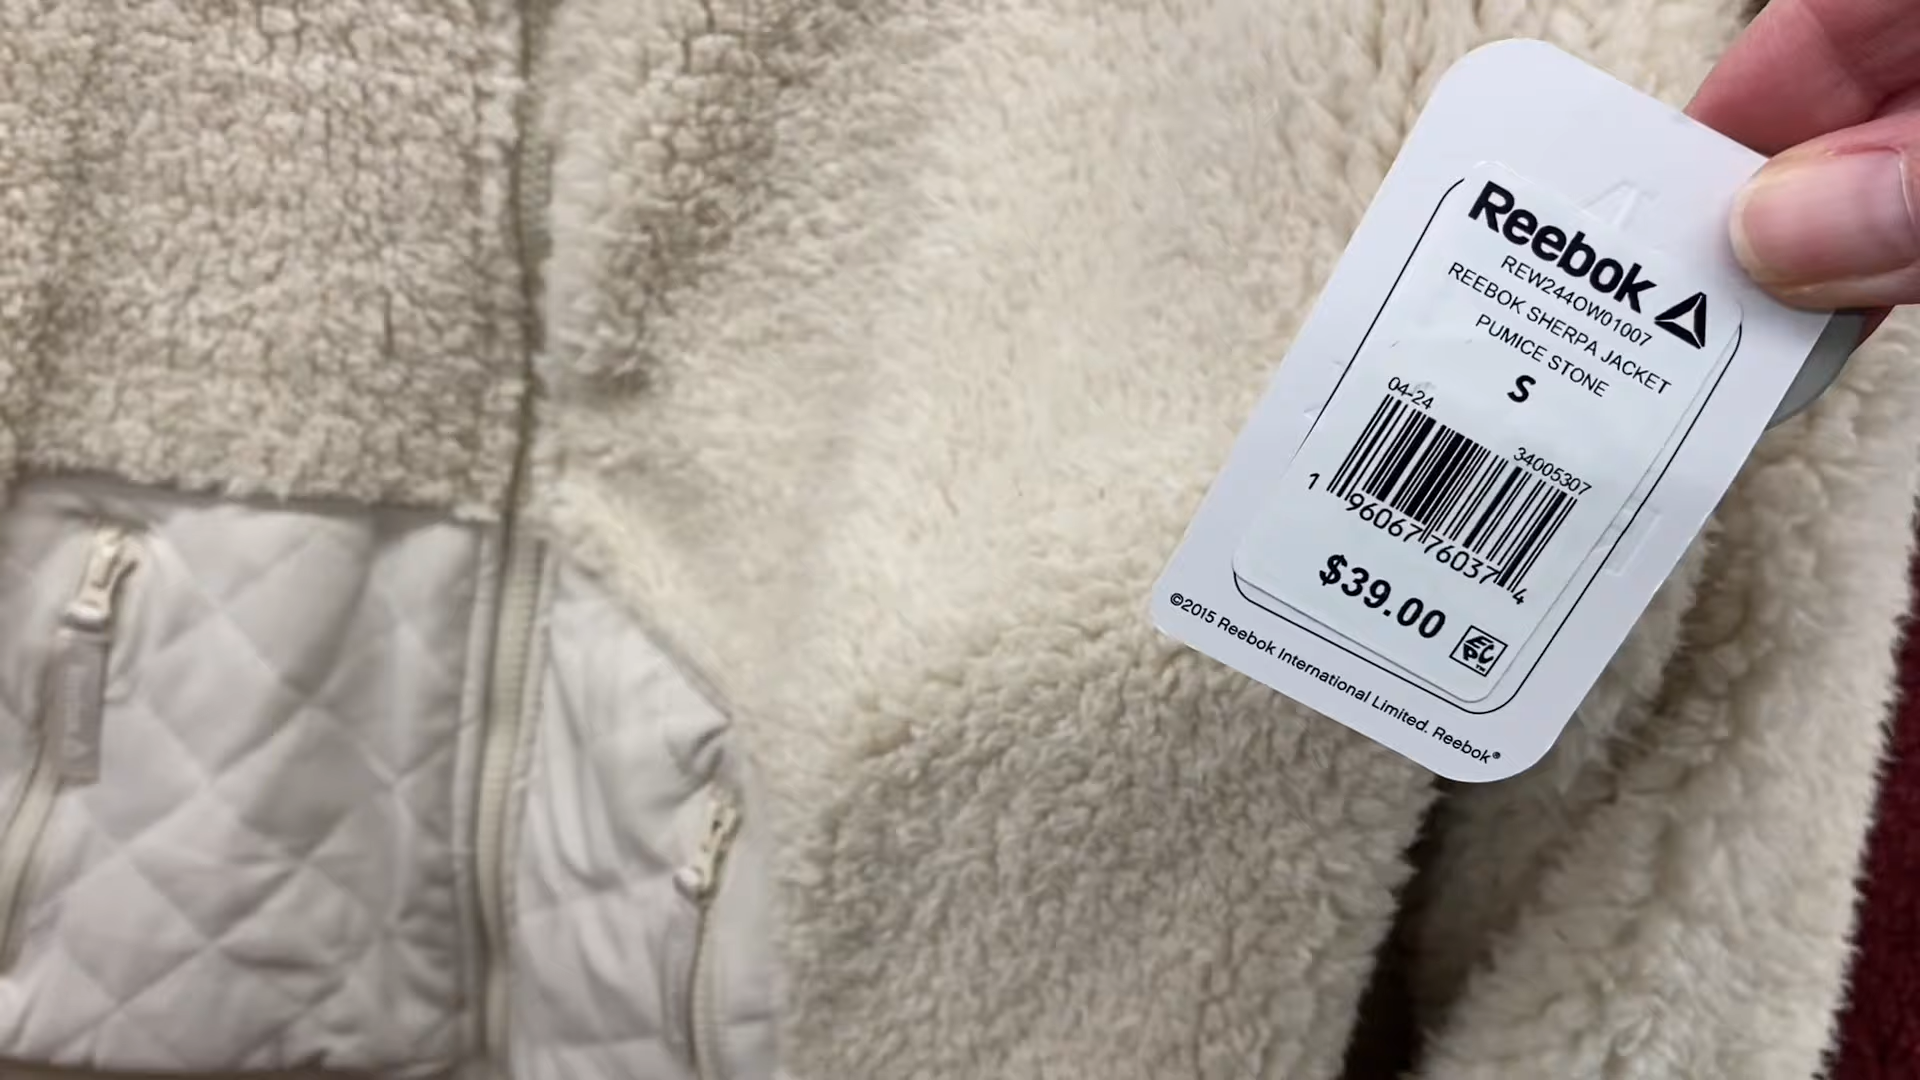 Reebok
REW244OW01007
REEBOK SHERPA JACKET
PUMICE STONE
S
04-24
34005307
1 96067 76037 4
$39.00
EPC™
©2015 Reebok International Limited. Reebok®